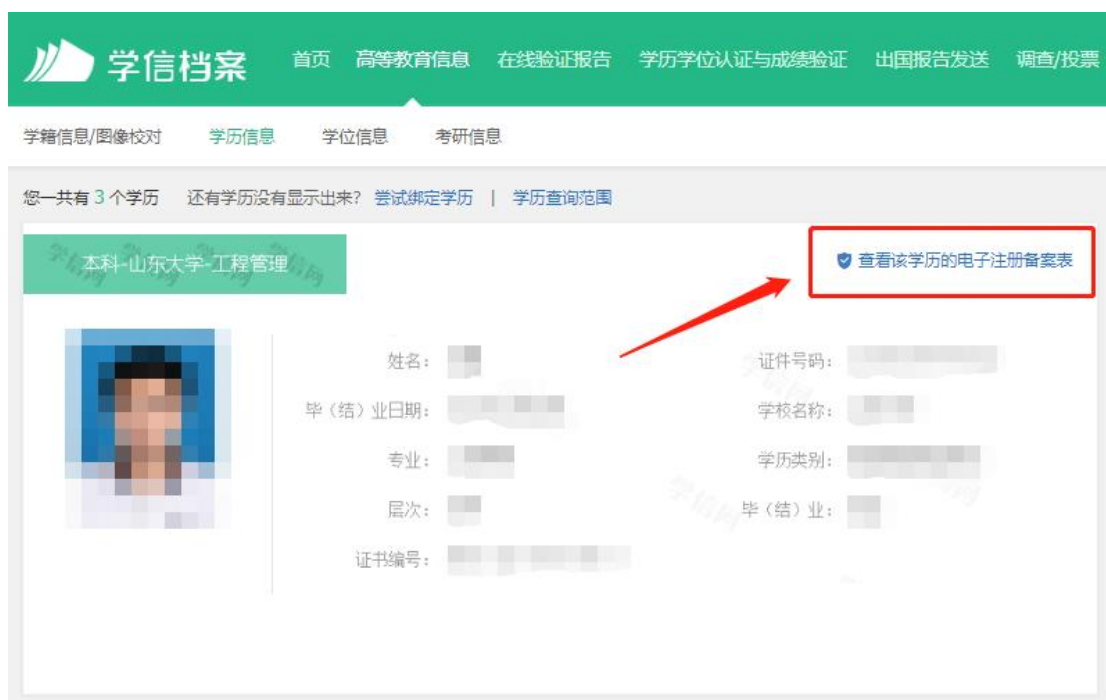 学信档案 首页 高等教育信息 在线验证报告 学历学位认证与成绩验证 出国报告发送 调查/投票
学籍信息/图像校对 学历信息 学位信息 考研信息
您一共有 3 个学历 还有学历没有显示出来? 尝试绑定学历 | 学历查询范围
本科-山东大学-工程管理 查看该学历的电子注册备案表
姓名: 证件号码:
毕（结）业日期: 学校名称:
专业: 学历类别:
层次: 毕（结）业:
证书编号:
学信网